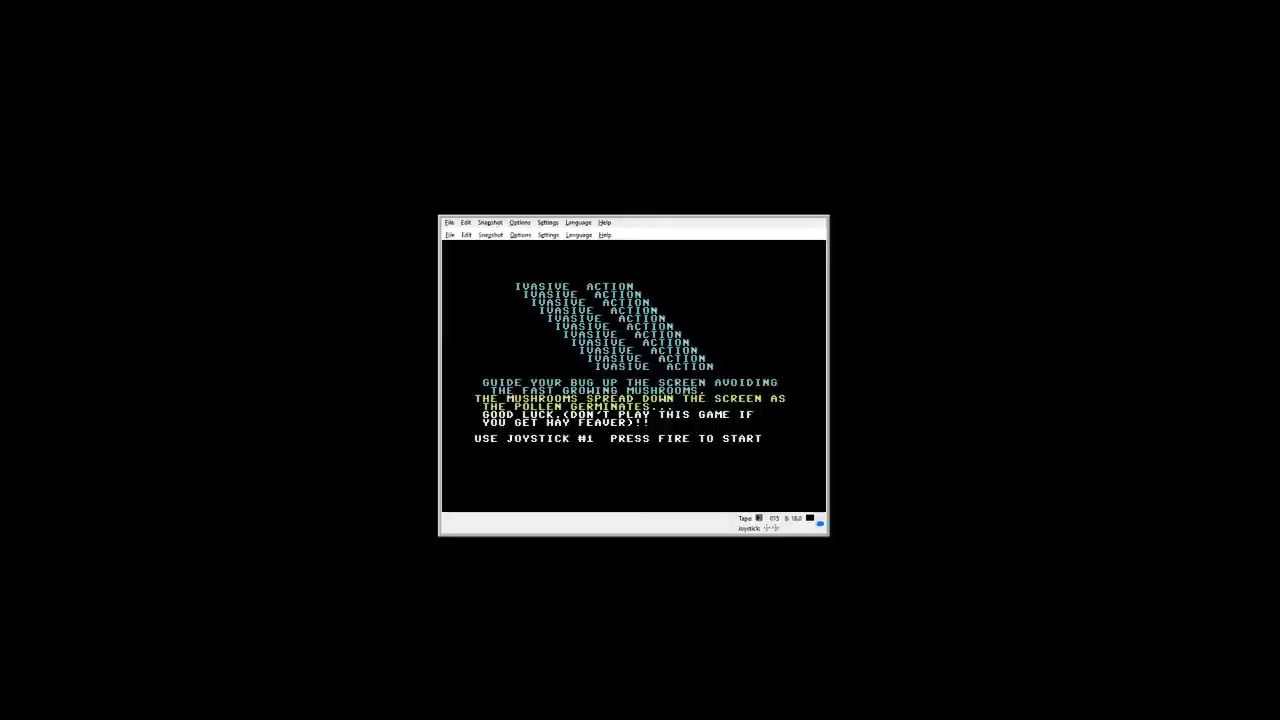 File Edit Snapshot Options Settings Language Help
File Edit Snapshot Options Settings Language Help
IVASIVE ACTION
IVASIVE ACTION
IVASIVE ACTION
IVASIVE ACTION
IVASIVE ACTION
IVASIVE ACTION
IVASIVE ACTION
IVASIVE ACTION
IVASIVE ACTION
IVASIVE ACTION
IVASIVE ACTION
GUIDE YOUR BUG UP THE SCREEN AVOIDING
THE FAST GROWING MUSHROOMS.
THE MUSHROOMS SPREAD DOWN THE SCREEN AS
THE POLLEN GERMINATES...
GOOD LUCK.(DON'T PLAY THIS GAME IF
YOU GET HAY FEAVER)!!
USE JOYSTICK #1 PRESS FIRE TO START
Tape: 015 8: 18.0
Joystick: